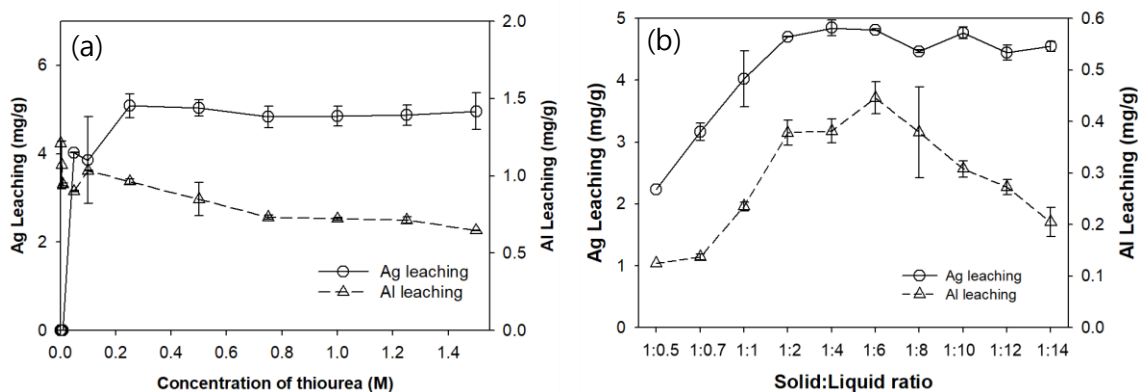 (a)
Ag Leaching (mg/g)
6
4
2
0
2.0
1.5
1.0
0.5
0.0
Al Leaching (mg/g)
Ag leaching
Al leaching
0.0 0.2 0.4 0.6 0.8 1.0 1.2 1.4
Concentration of thiourea (M)
(b)
Ag Leaching (mg/g)
5
4
3
2
1
0
0.6
0.5
0.4
0.3
0.2
0.1
0.0
Al Leaching (mg/g)
Ag leaching
Al leaching
1:0.5 1:0.7 1:1 1:2 1:4 1:6 1:8 1:10 1:12 1:14
Solid:Liquid ratio